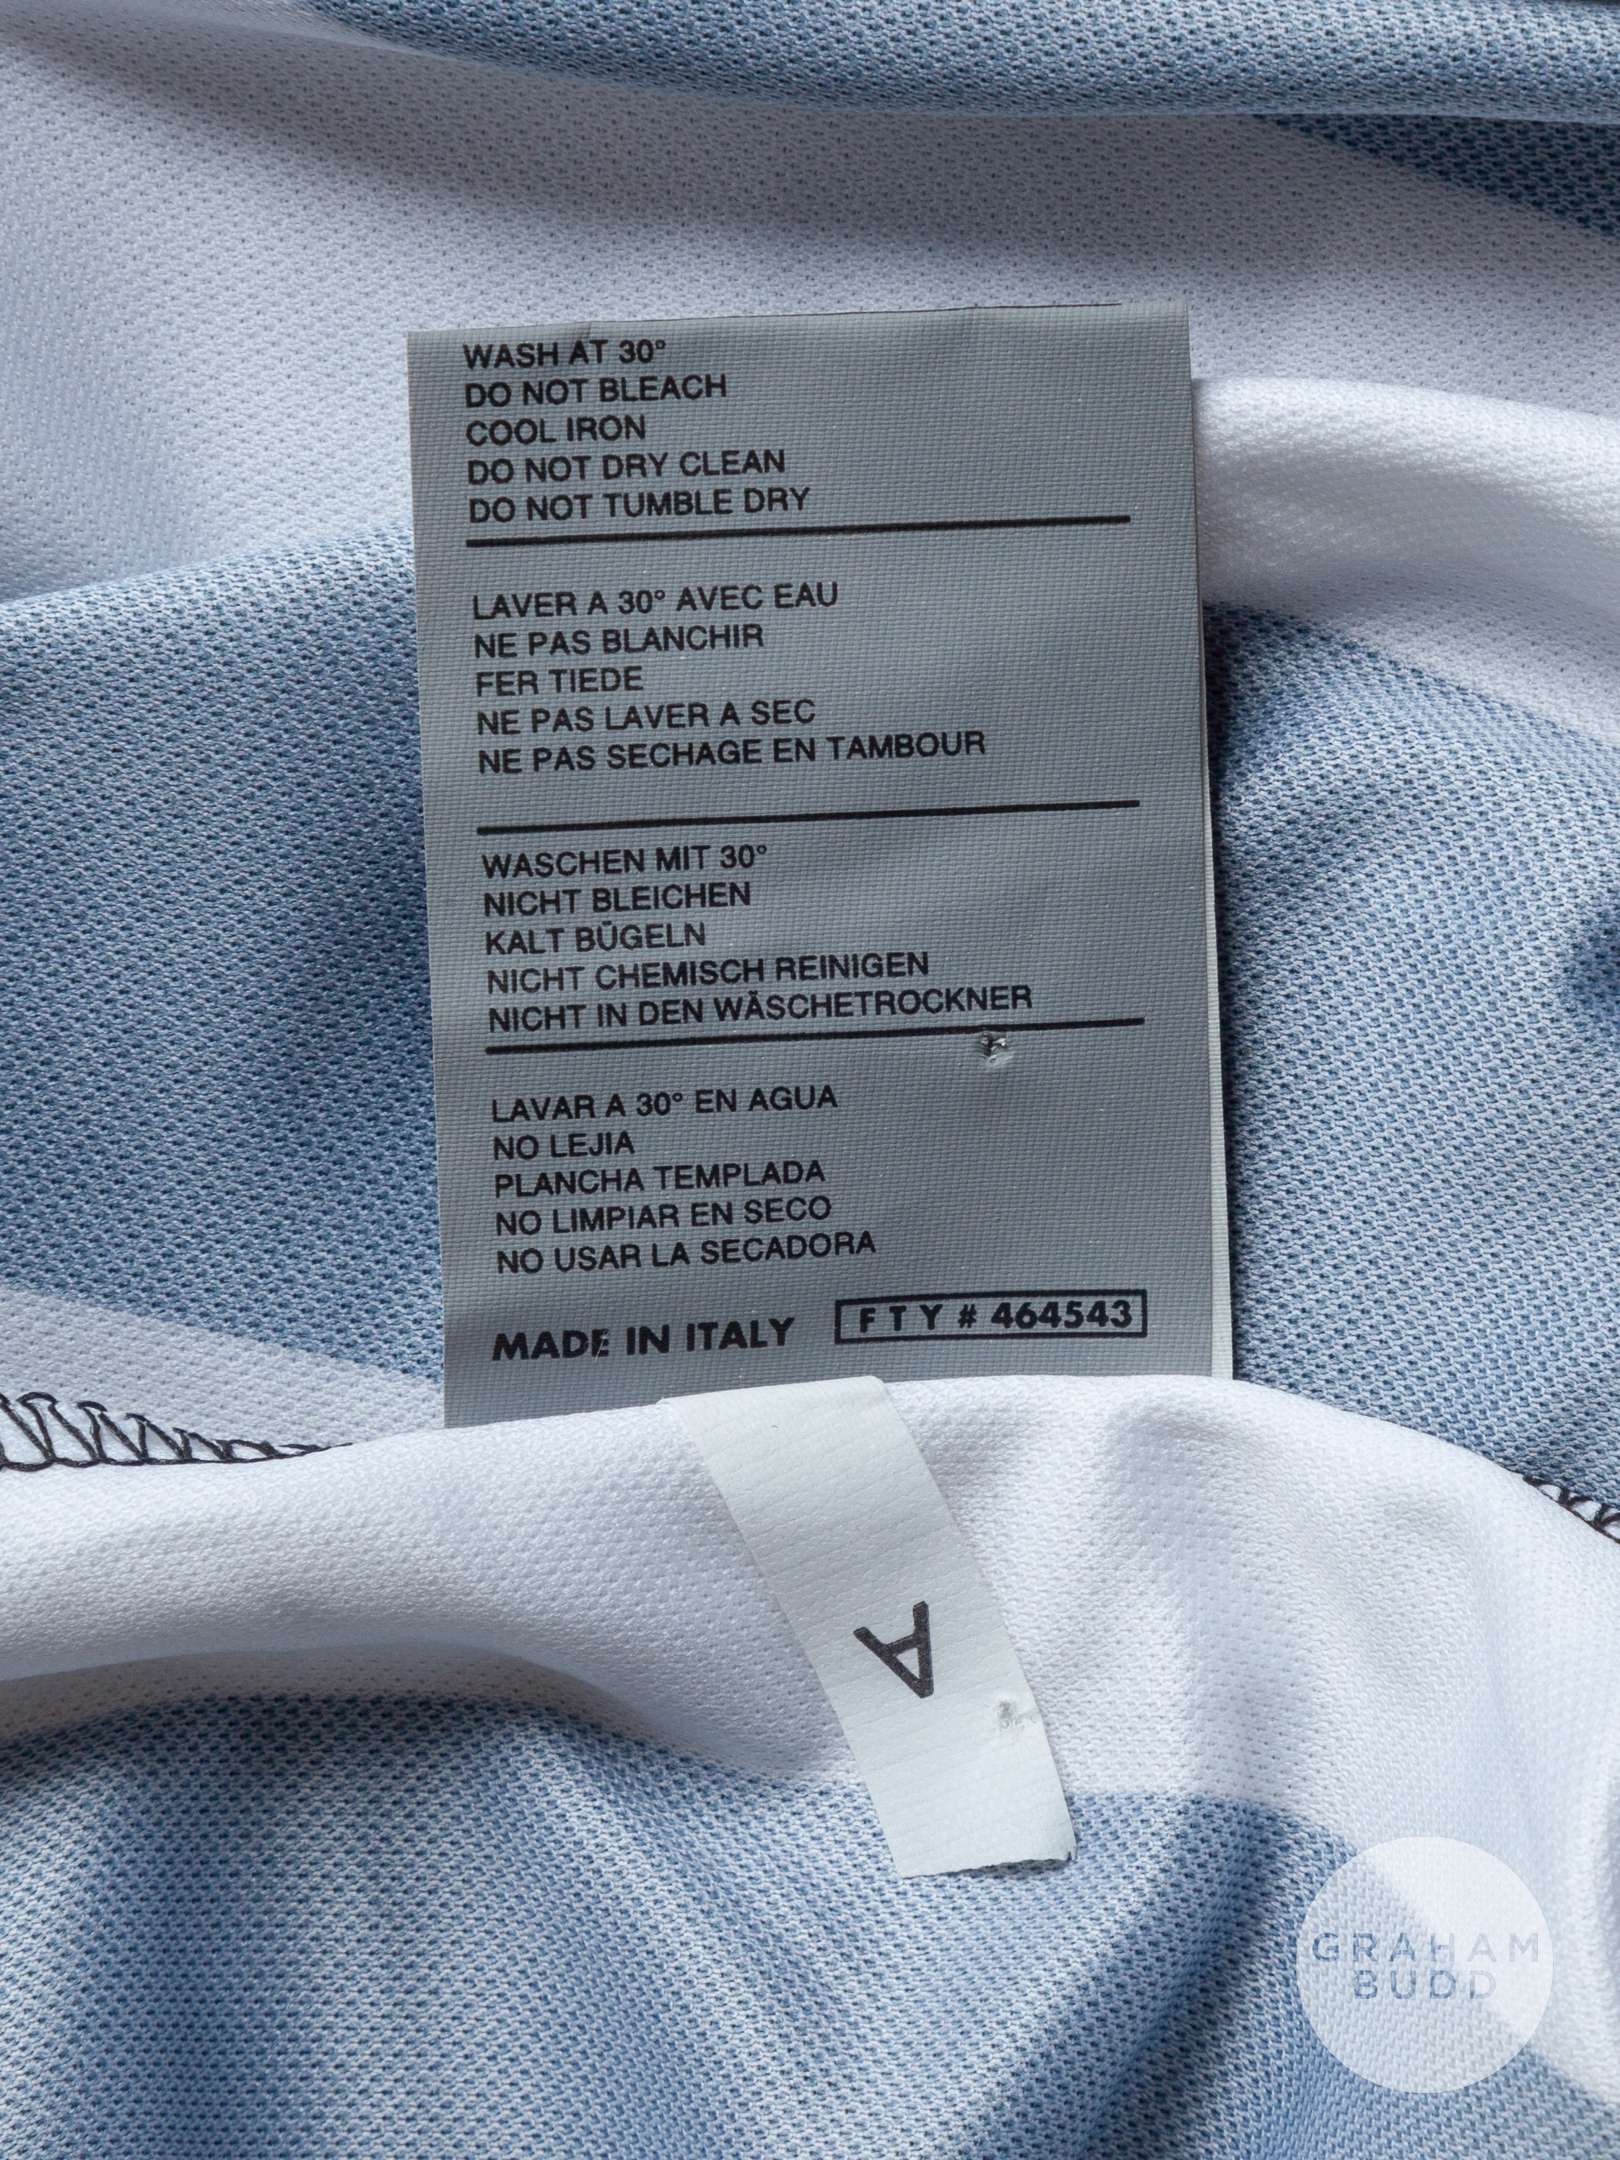 WASH AT 30°
DO NOT BLEACH
COOL IRON
DO NOT DRY CLEAN
DO NOT TUMBLE DRY
LAVER A 30° AVEC EAU
NE PAS BLANCHIR
FER TIEDE
NE PAS LAVER A SEC
NE PAS SECHAGE EN TAMBOUR
WASCHEN MIT 30°
NICHT BLEICHEN
KALT BÜGELN
NICHT CHEMISCH REINIGEN
NICHT IN DEN WÄSCHETROCKNER
LAVAR A 30° EN AGUA
NO LEJIA
PLANCHA TEMPLADA
NO LIMPIAR EN SECO
NO USAR LA SECADORA
MADE IN ITALY FTY # 464543
A
GRAHAM
BUDD